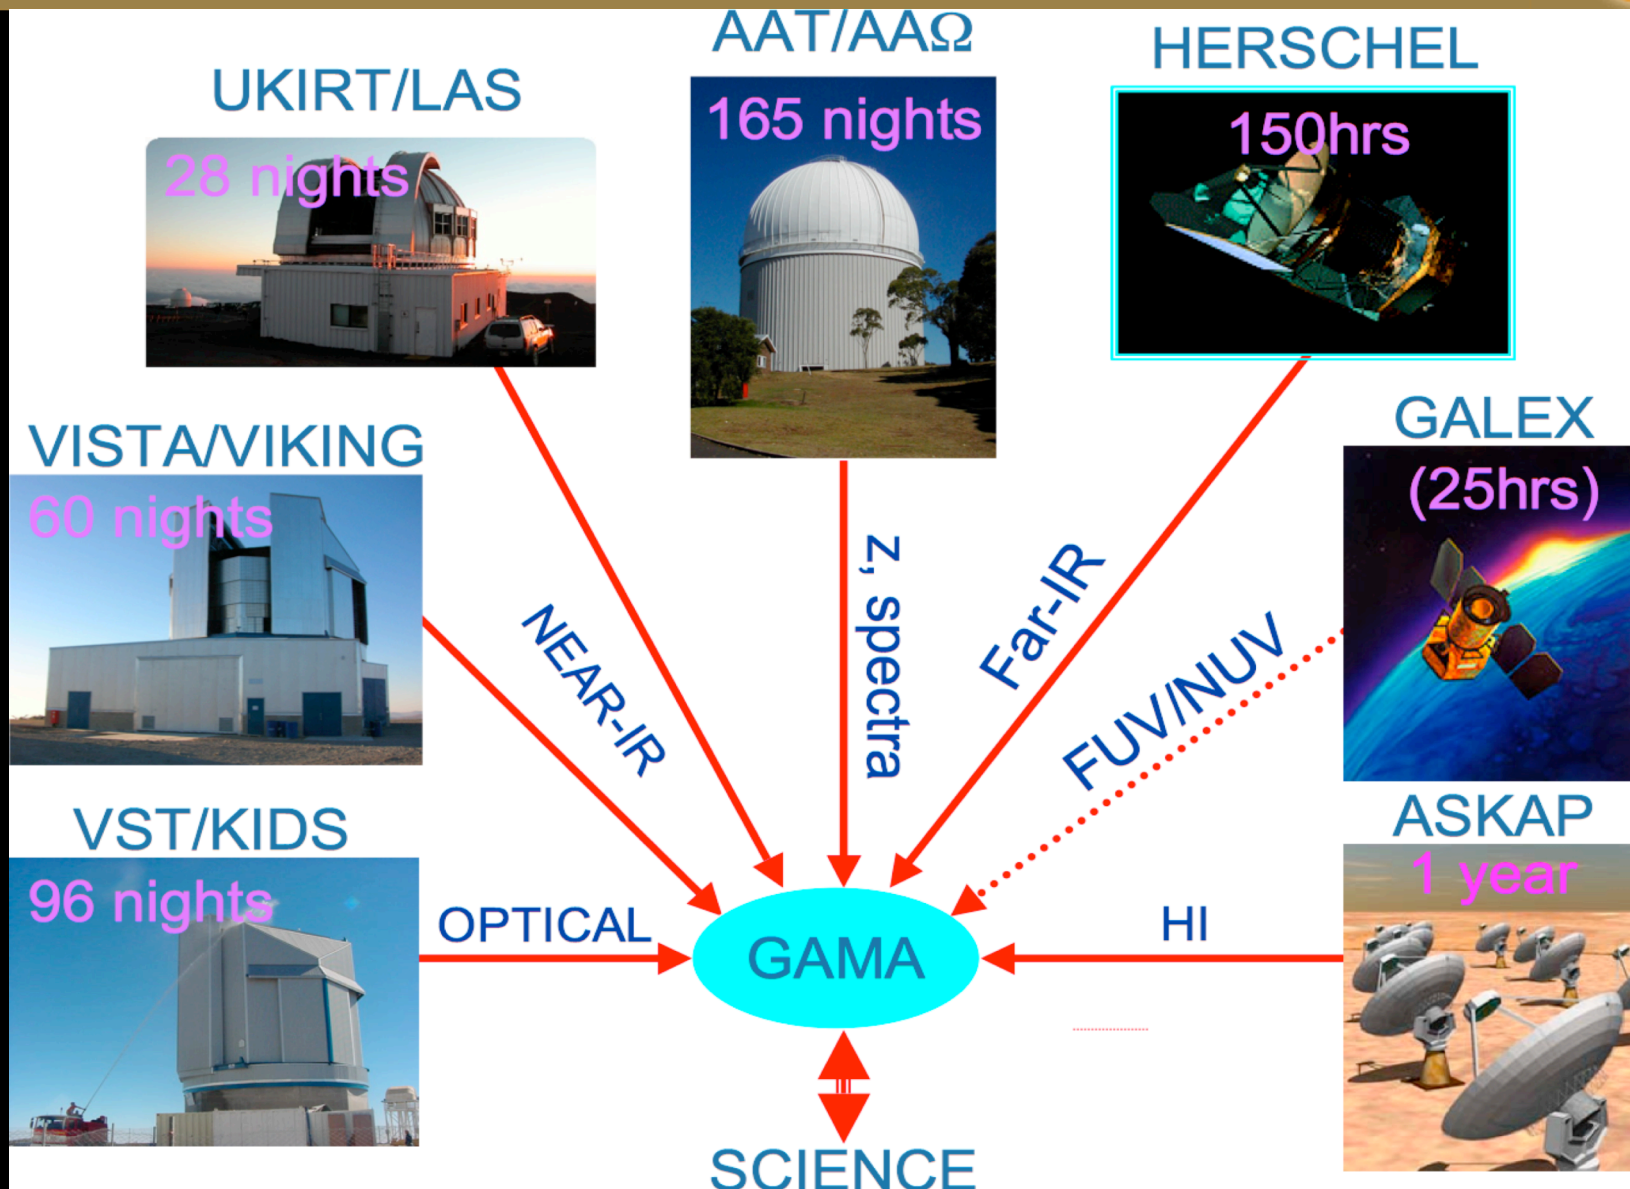 AAT/AAΩ
HERSCHEL
UKIRT/LAS
165 nights
150hrs
28 nights
GALEX
VISTA/VIKING
(25hrs)
60 nights
z, spectra
Far-IR
NEAR-IR
FUV/NUV
VST/KIDS
ASKAP
1 year
96 nights
OPTICAL
HI
GAMA
SCIENCE